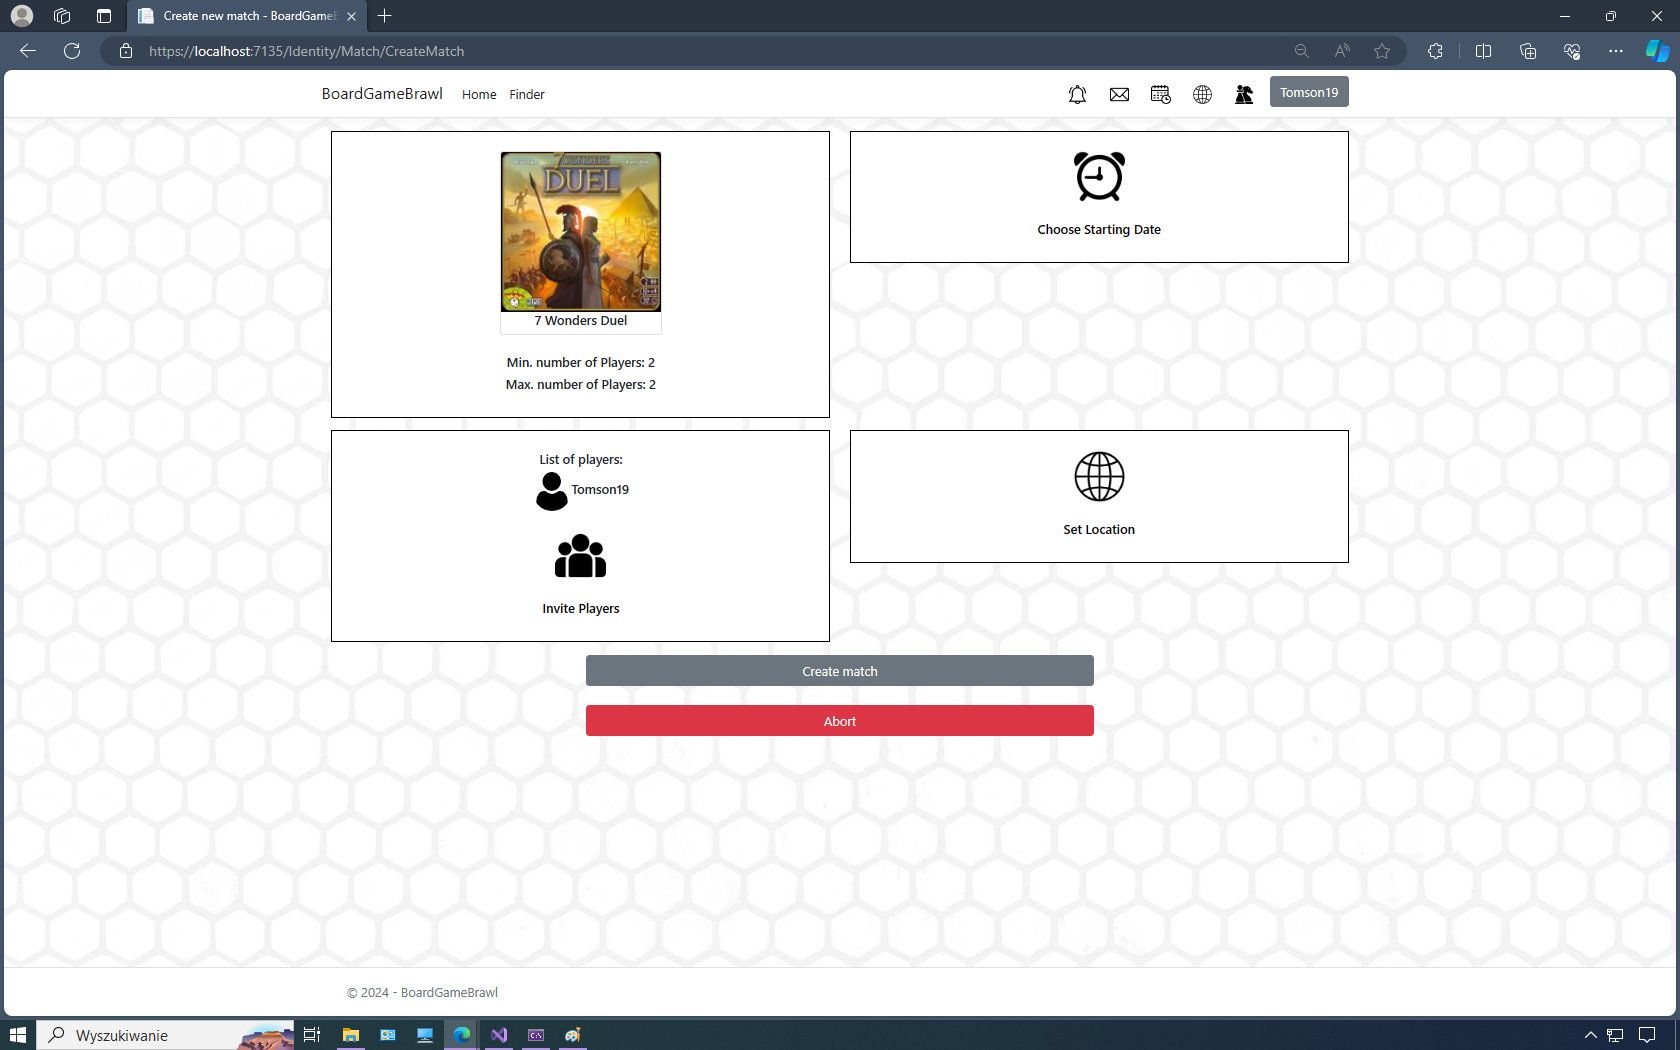 Create new match - BoardGameB
https://localhost:7135/Identity/Match/CreateMatch
BoardGameBrawl Home Finder Tomson19
7 WONDERS
DUEL
7 Wonders Duel
Min. number of Players: 2
Max. number of Players: 2
Choose Starting Date
List of players:
Tomson19
Invite Players
Set Location
Create match
Abort
© 2024 - BoardGameBrawl
Wyszukiwanie